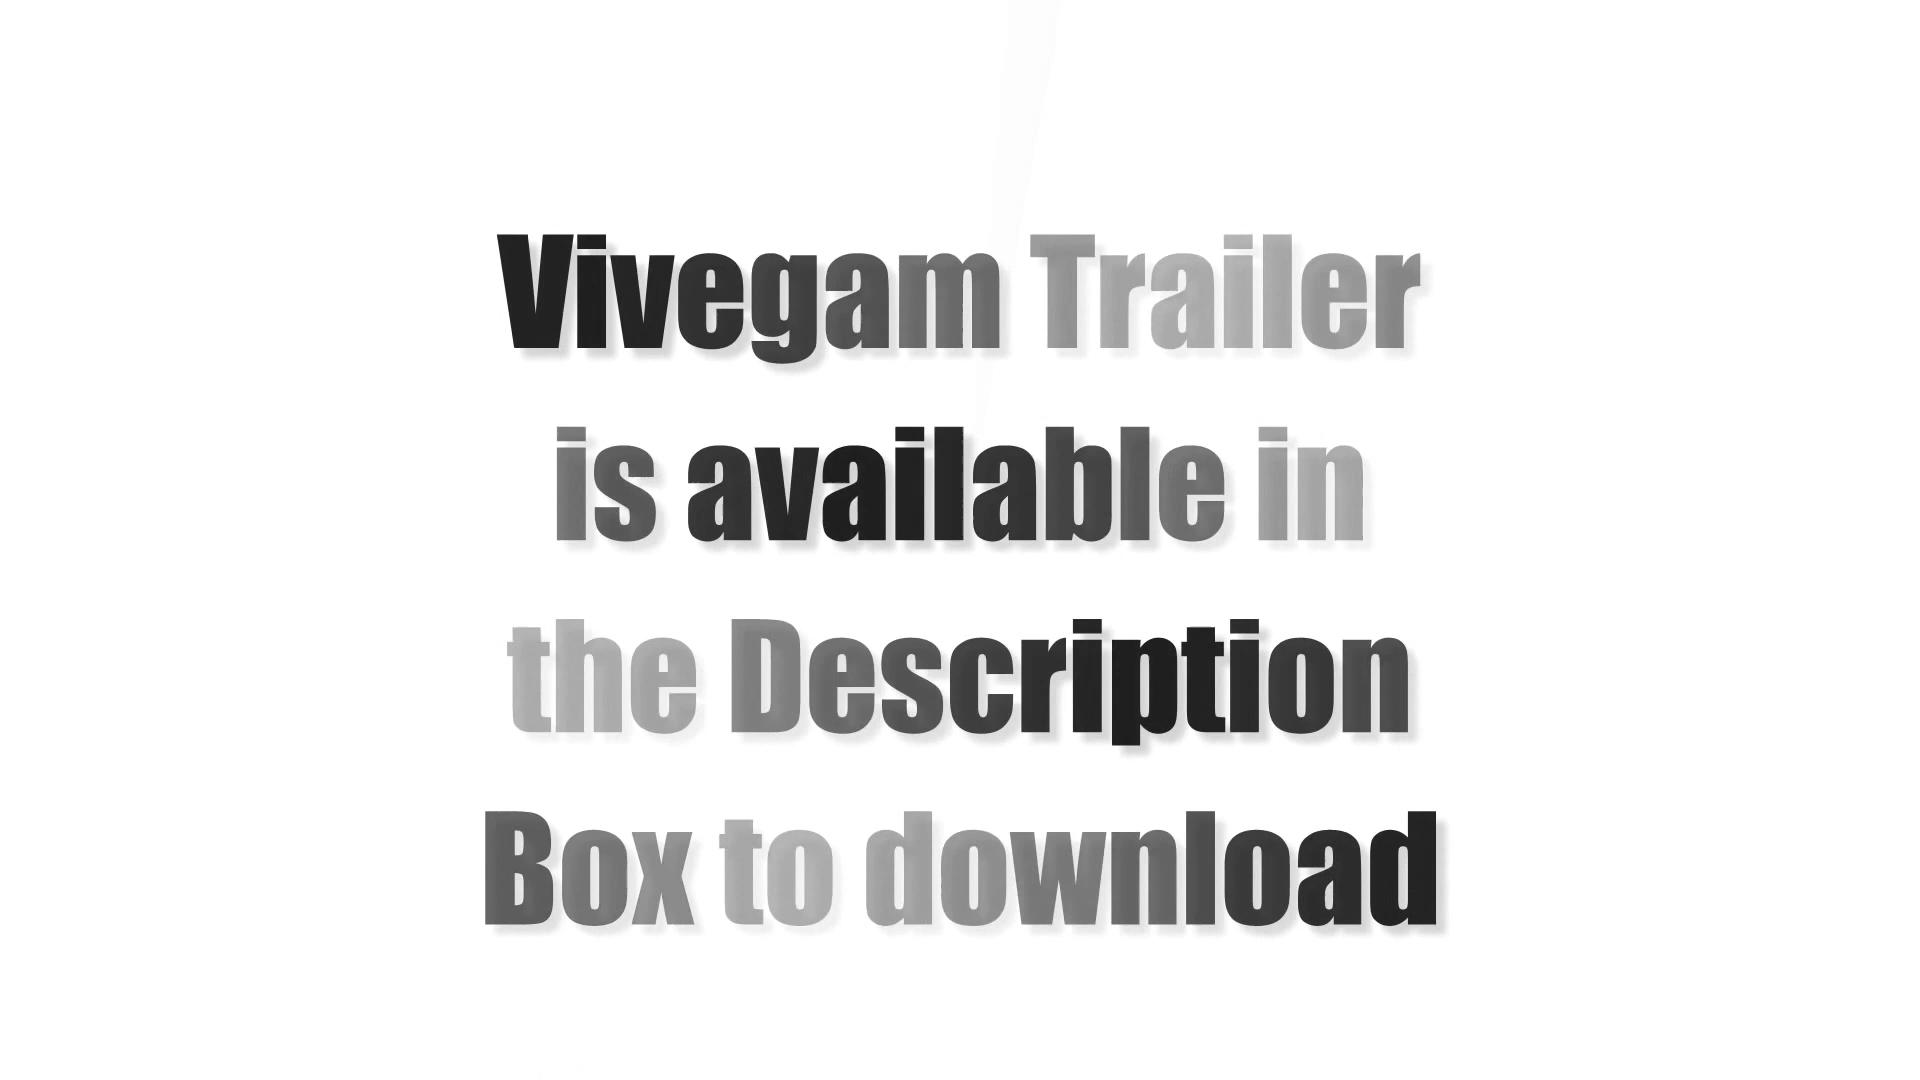 Vivegam Trailer
is available in
the Description
Box to download